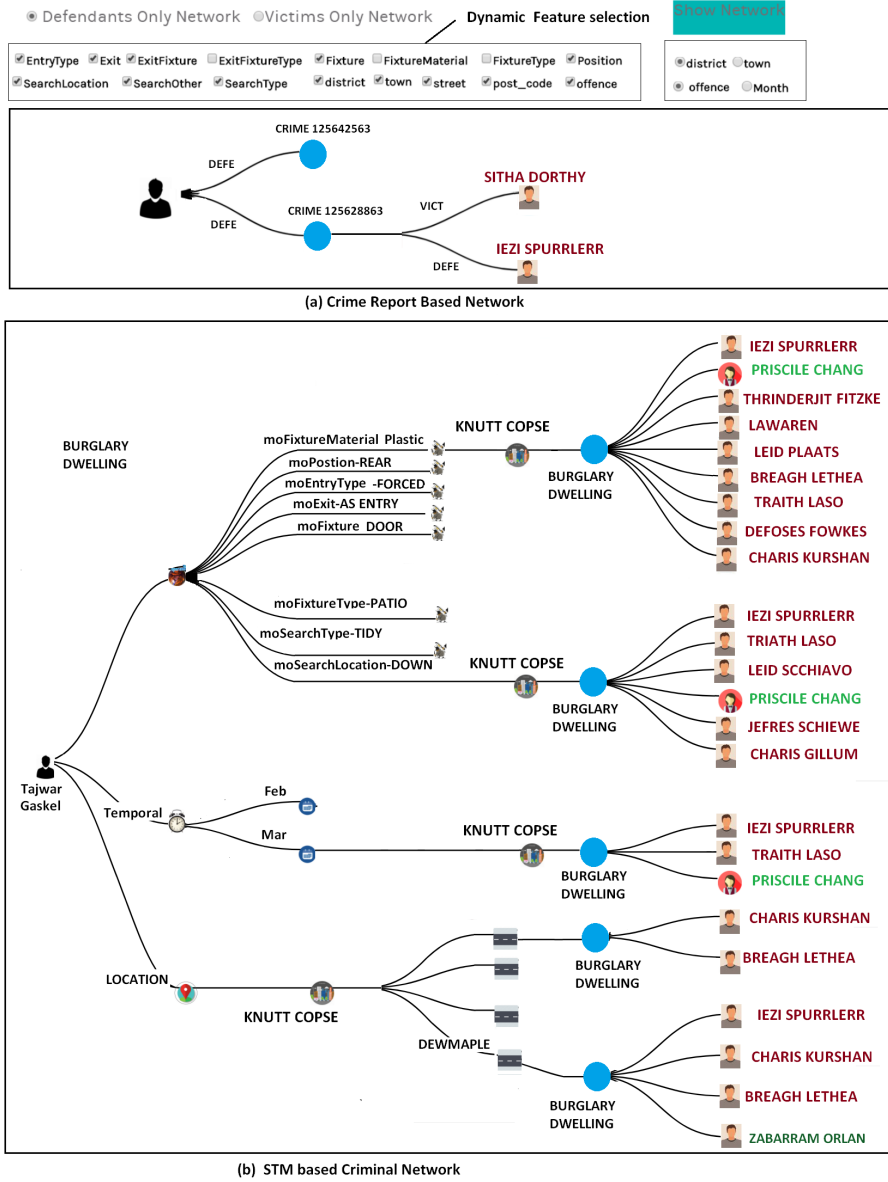 Defendants Only Network Victims Only Network Dynamic Feature selection Show Network
EntryType Exit ExitFixture ExitFixtureType Fixture FixtureMaterial FixtureType Position
SearchLocation SearchOther SearchType district town street post_code offence
district town
offence Month
CRIME 125642563
DEFE
SITHA DORTHY
CRIME 125628863
VICT
DEFE
IEZI SPURRLERR
DEFE
(a) Crime Report Based Network
IEZI SPURRLERR
PRISCILE CHANG
THRINDERJIT FITZKE
KNUTT COPSE
LAWAREN
BURGLARY
DWELLING
moFixtureMaterial Plastic
LEID PLAATS
moPostion-REAR
BURGLARY
DWELLING
BREAGH LETHEA
moEntryType -FORCED
TRAITH LASO
moExit-AS ENTRY
moFixture DOOR
DEFOSES FOWKES
CHARIS KURSHAN
moFixtureType-PATIO
IEZI SPURRLERR
moSearchType-TIDY
TRIATH LASO
moSearchLocation-DOWN
KNUTT COPSE
LEID SCCHIAVO
PRISCILE CHANG
BURGLARY
DWELLING
JEFRES SCHIEWE
CHARIS GILLUM
Tajwar
Gaskel
Feb
Temporal
Mar
KNUTT COPSE
IEZI SPURRLERR
TRAITH LASO
BURGLARY
DWELLING
PRISCILE CHANG
CHARIS KURSHAN
BREAGH LETHEA
BURGLARY
DWELLING
LOCATION
KNUTT COPSE
IEZI SPURRLERR
DEWMAPLE
CHARIS KURSHAN
BREAGH LETHEA
BURGLARY
DWELLING
ZABARRAM ORLAN
(b) STM based Criminal Network